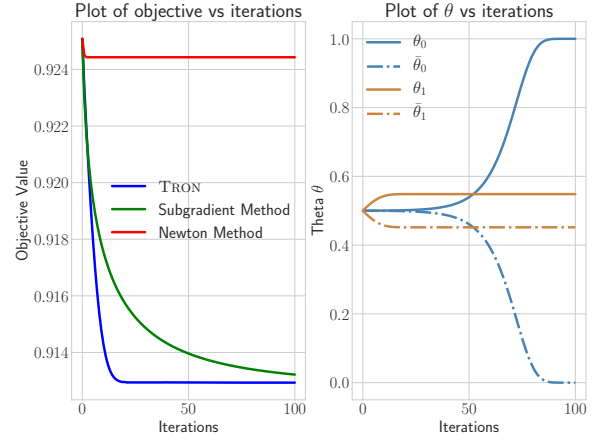 Plot of objective vs iterations
Objective Value
0.924
0.922
0.920
0.918
0.916
0.914
TRON
Subgradient Method
Newton Method
0
50
100
Iterations
Plot of θ vs iterations
Theta θ
1.0
0.8
0.6
0.4
0.2
0.0
θ₀
θ̄₀
θ₁
θ̄₁
0
50
100
Iterations